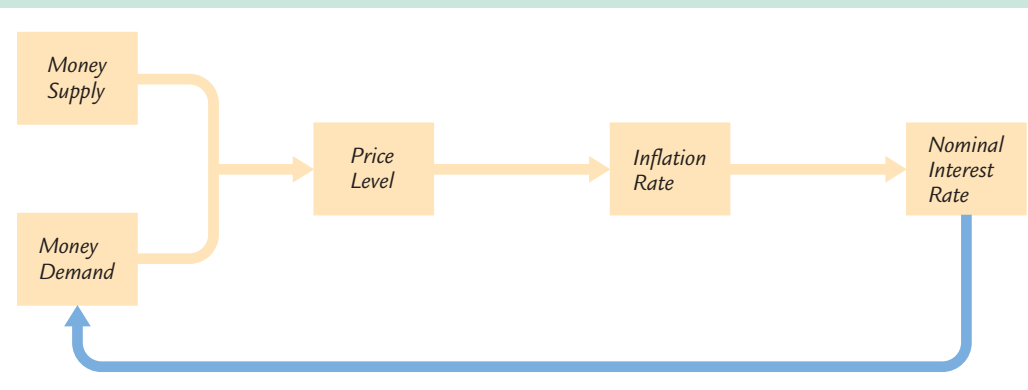 Money
Supply
Price
Level
Inflation
Rate
Nominal
Interest
Rate
Money
Demand